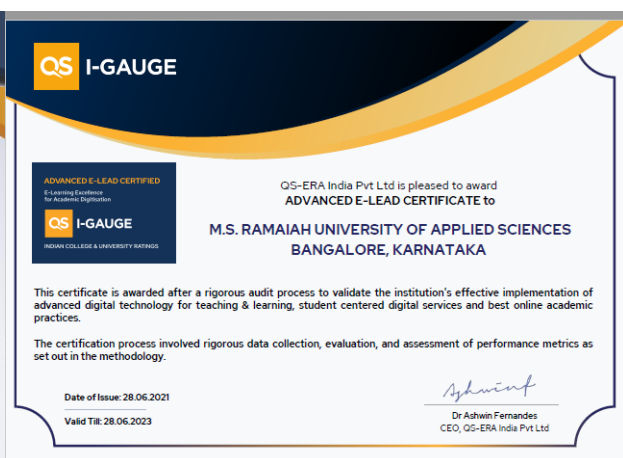 QS I-GAUGE
ADVANCED E-LEAD CERTIFIED
E-Learning Excellence
for Academic Digitisation
QS I-GAUGE
INDIAN COLLEGE & UNIVERSITY RATINGS
QS-ERA India Pvt Ltd is pleased to award
ADVANCED E-LEAD CERTIFICATE to
M.S. RAMAIAH UNIVERSITY OF APPLIED SCIENCES
BANGALORE, KARNATAKA
This certificate is awarded after a rigorous audit process to validate the institution's effective implementation of
advanced digital technology for teaching & learning, student centered digital services and best online academic
practices.
The certification process involved rigorous data collection, evaluation, and assessment of performance metrics as
set out in the methodology.
Date of Issue: 28.06.2021
Valid Till: 28.06.2023
Dr Ashwin Fernandes
CEO, QS-ERA India Pvt Ltd